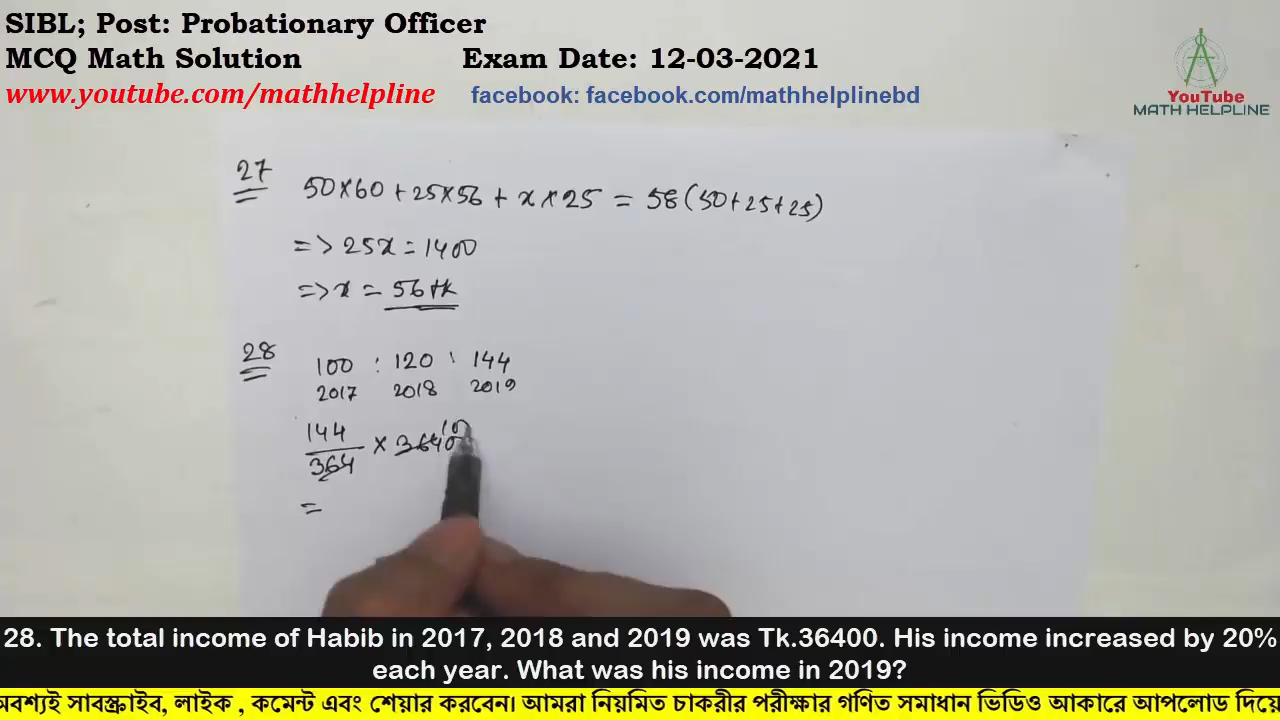 SIBL; Post: Probationary Officer
MCQ Math Solution Exam Date: 12-03-2021
www.youtube.com/mathhelpline facebook: facebook.com/mathhelplinebd
YouTube
MATH HELPLINE
27
50×60 + 25×56 + x×25 = 58(50+25+25)
=> 25x = 1400
=> x = 56 tk
28
100 : 120 : 144
2017 2018 2019
144
364
× 3640
100
=
28. The total income of Habib in 2017, 2018 and 2019 was Tk.36400. His income increased by 20%
each year. What was his income in 2019?
অবশ্যই সাবস্ক্রাইব, লাইক , কমেন্ট এবং শেয়ার করবেন। আমরা নিয়মিত চাকরীর পরীক্ষার গণিত সমাধান ভিডিও আকারে আপলোড দিয়ে